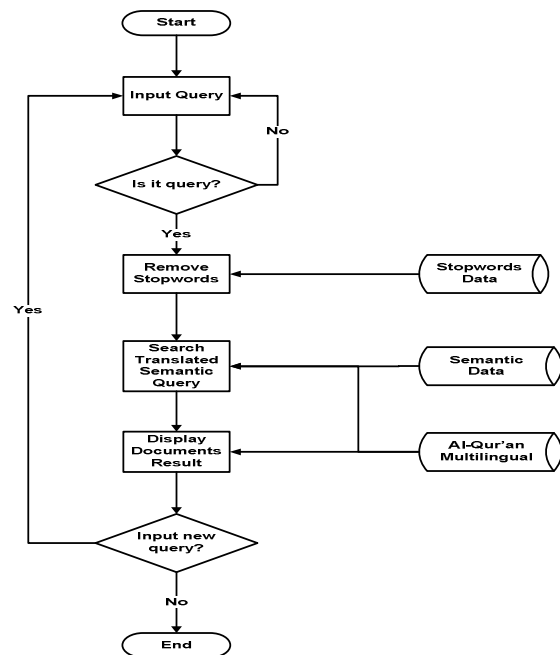 Start
Input Query
No
Is it query?
Yes
Remove
Stopwords
Stopwords
Data
Yes
Search
Translated
Semantic
Query
Semantic
Data
Display
Documents
Result
Al-Qur'an
Multilingual
Input new
query?
No
End